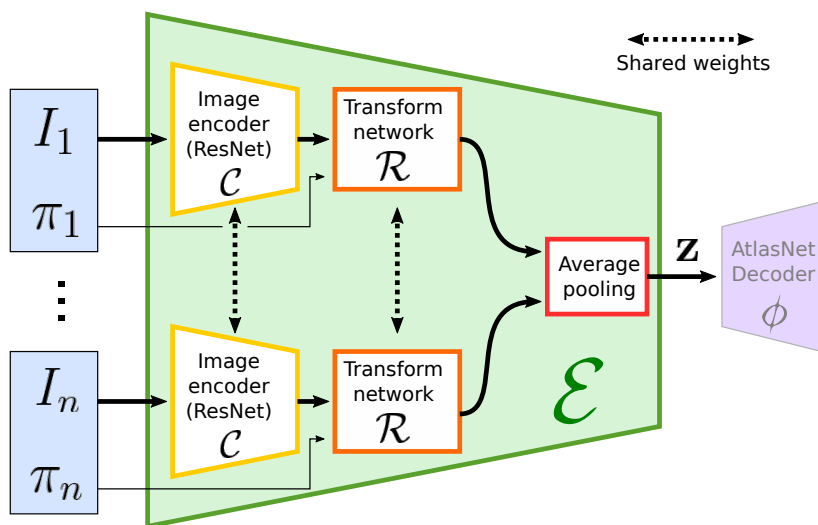 Shared weights
I₁
π₁
Image
encoder
(ResNet)
𝒞
Transform
network
ℛ
Average
pooling
z
AtlasNet
Decoder
ϕ
Iₙ
πₙ
Image
encoder
(ResNet)
𝒞
Transform
network
ℛ
ℰ